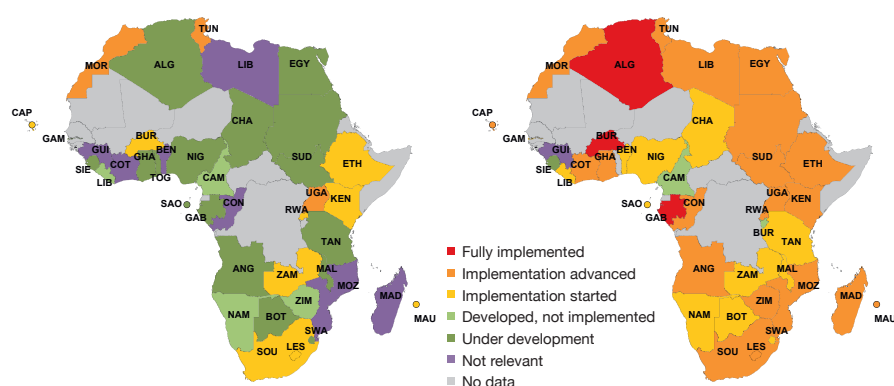 TUN
MOR
ALG
LIB
EGY
CAP
GAM
BUR
CHA
GUI
BEN
COT
GHA
NIG
SUD
ETH
SIE
LIB
TOG
CAM
UGA
KEN
SAO
CON
GAB
RWA
TAN
ANG
ZAM
MAL
MOZ
MAD
MAU
ZIM
NAM
BOT
SWA
SOU
LES
Fully implemented
Implementation advanced
Implementation started
Developed, not implemented
Under development
Not relevant
No data
TUN
MOR
ALG
LIB
EGY
CAP
GAM
BUR
CHA
GUI
BEN
COT
GHA
NIG
SUD
ETH
SIE
LIB
TOG
CAM
UGA
KEN
SAO
CON
GAB
RWA
BUR
TAN
ANG
ZAM
MAL
MOZ
MAD
MAU
ZIM
NAM
BOT
SWA
SOU
LES